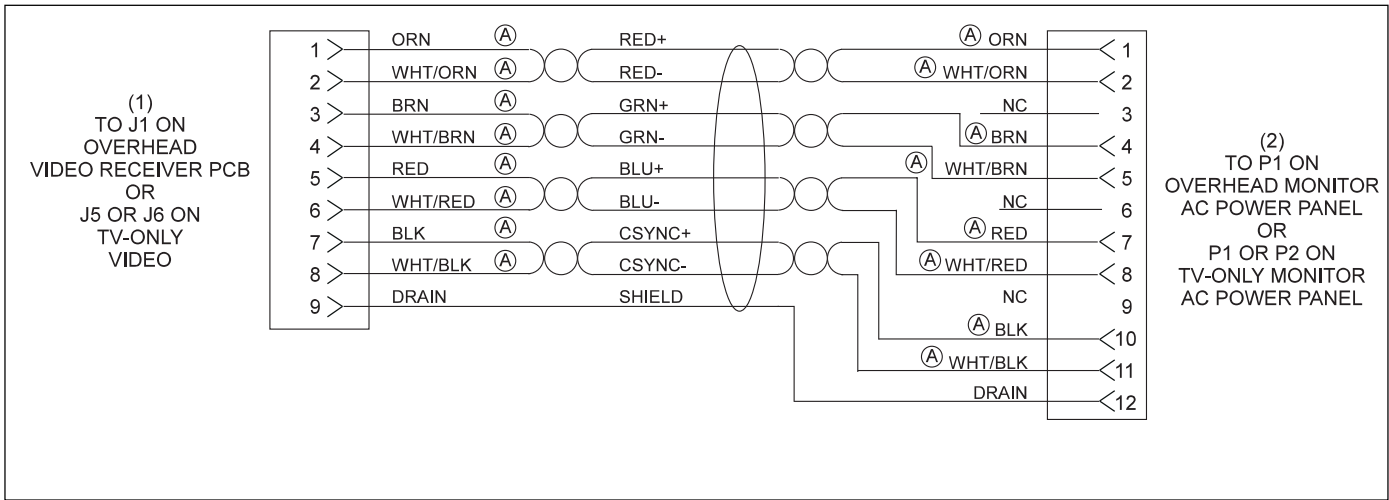 (1)
TO J1 ON
OVERHEAD
VIDEO RECEIVER PCB
OR
J5 OR J6 ON
TV-ONLY
VIDEO
1 ORN A RED+ A ORN 1
2 WHT/ORN A RED- A WHT/ORN 2
3 BRN A GRN+ NC 3
4 WHT/BRN A GRN- A BRN 4
5 RED A BLU+ A WHT/BRN 5
6 WHT/RED A BLU- NC 6
7 BLK A CSYNC+ A RED 7
8 WHT/BLK A CSYNC- A WHT/RED 8
9 DRAIN SHIELD NC 9
A BLK 10
A WHT/BLK 11
DRAIN 12
(2)
TO P1 ON
OVERHEAD MONITOR
AC POWER PANEL
OR
P1 OR P2 ON
TV-ONLY MONITOR
AC POWER PANEL